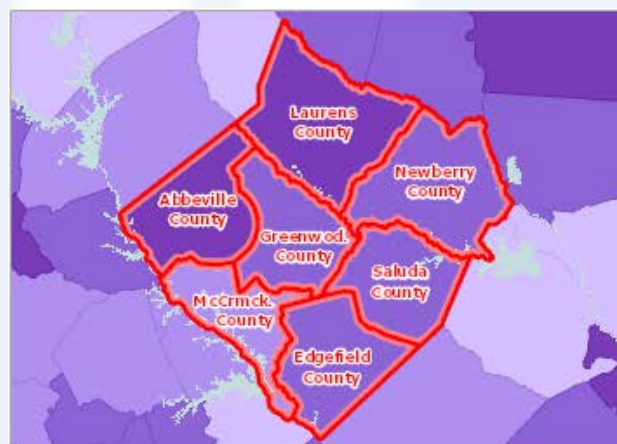 Laurens
County
Newberry
County
Abbeville
County
Greenwod.
County
Saluda
County
McCrmck.
County
Edgefield
County